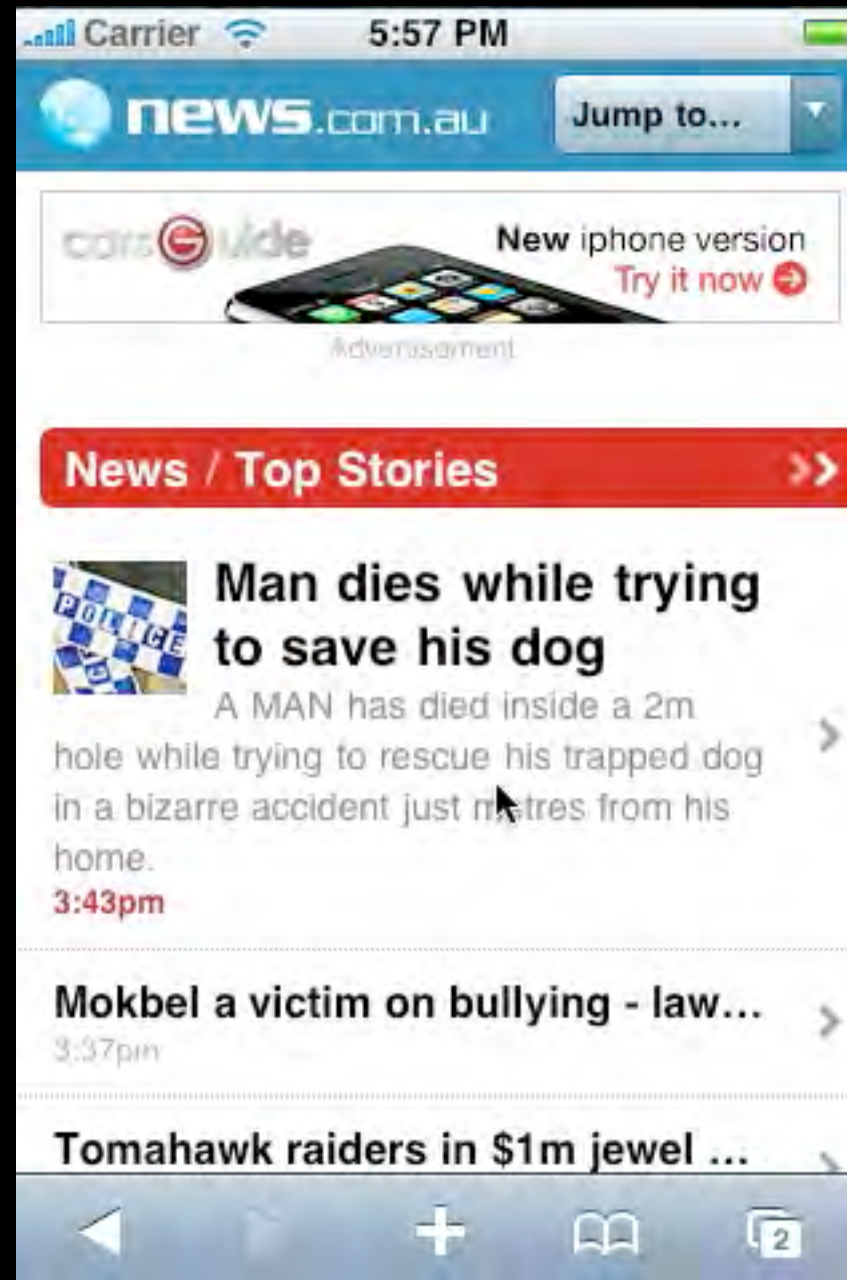 Carrier 5:57 PM
news.com.au Jump to...
carsGuide New iphone version
Try it now
Advertisement
News / Top Stories
POLICE
Man dies while trying
to save his dog
A MAN has died inside a 2m
hole while trying to rescue his trapped dog
in a bizarre accident just metres from his
home.
3:43pm
Mokbel a victim on bullying - law...
3:37pm
Tomahawk raiders in $1m jewel ...
2